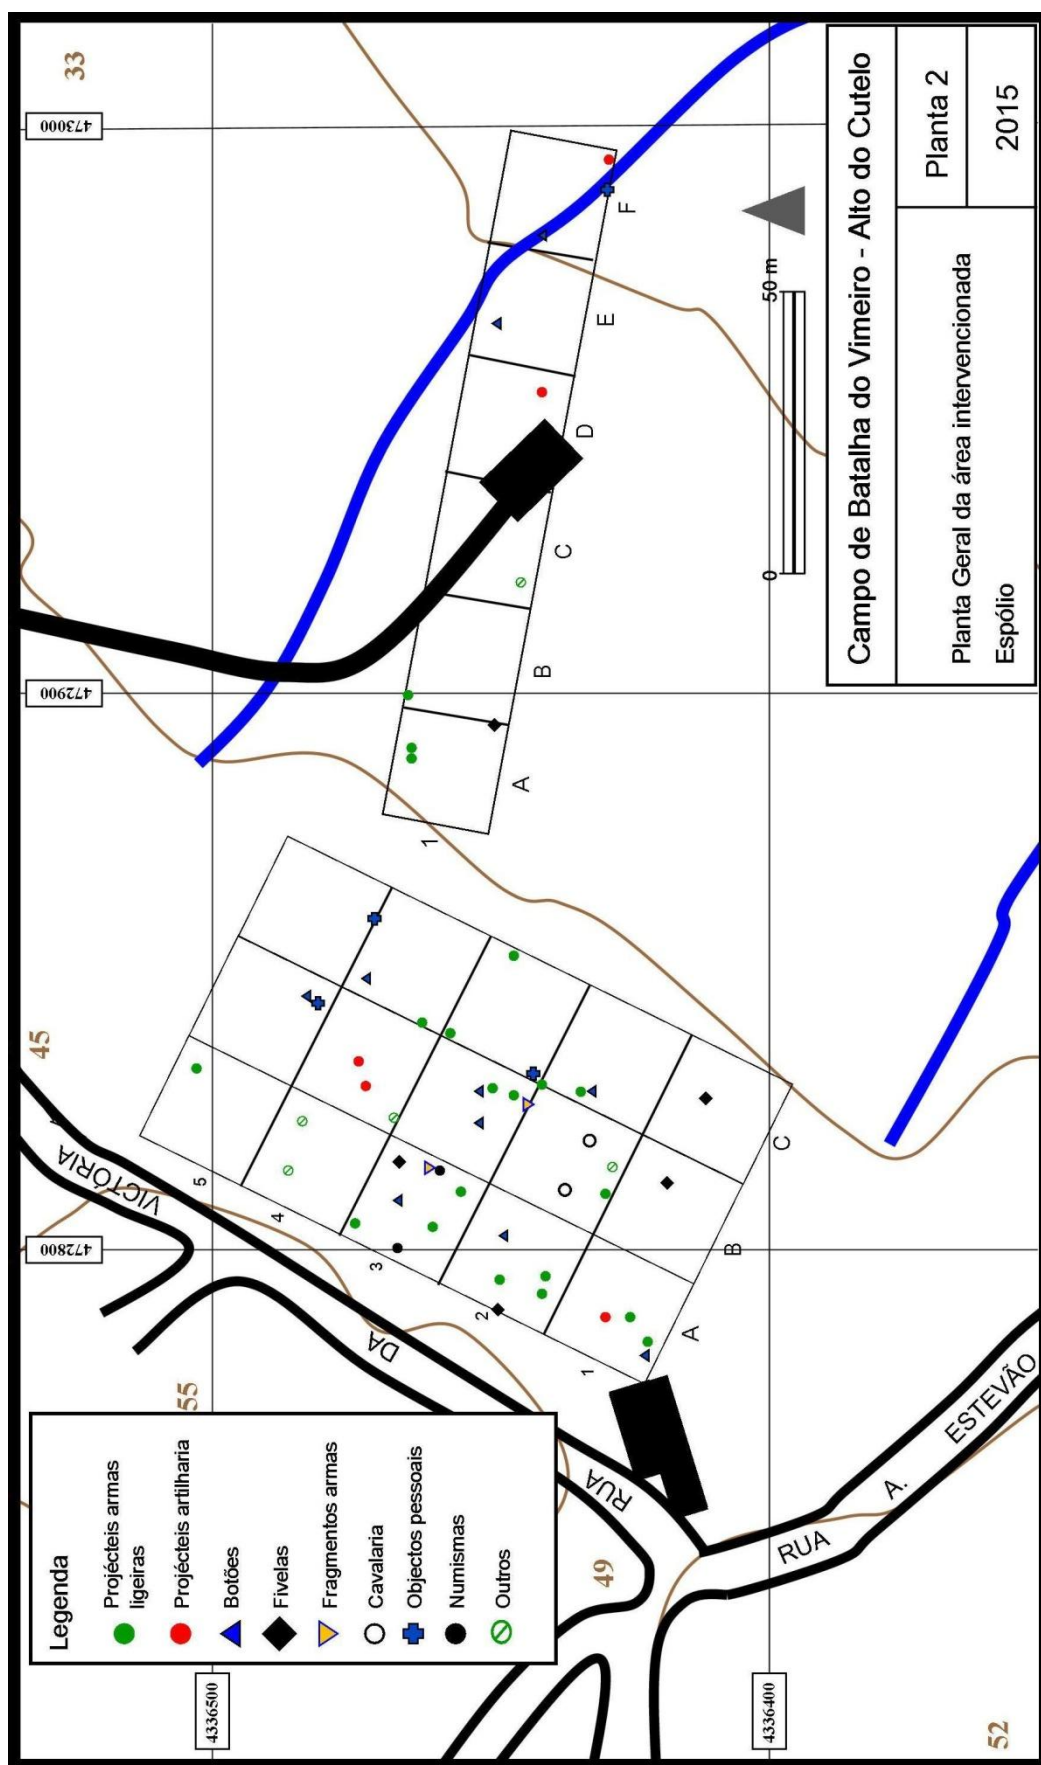 Campo de Batalha do Vimeiro - Alto do Cutelo
Planta Geral da área intervencionada
Espólio
Planta 2
2015
Legenda
Projécteis armas
ligeiras
Projécteis artilharia
Botões
Fivelas
Fragmentos armas
Cavalaria
Objectos pessoais
Numismas
Outros
RUA
DA
VICTÓRIA
RUA
A.
ESTEVÃO
4336500
4336400
472800
472900
473000
33
45
55
49
52
1
2
3
4
5
A
B
C
1
A
B
C
D
E
F
0
50 m